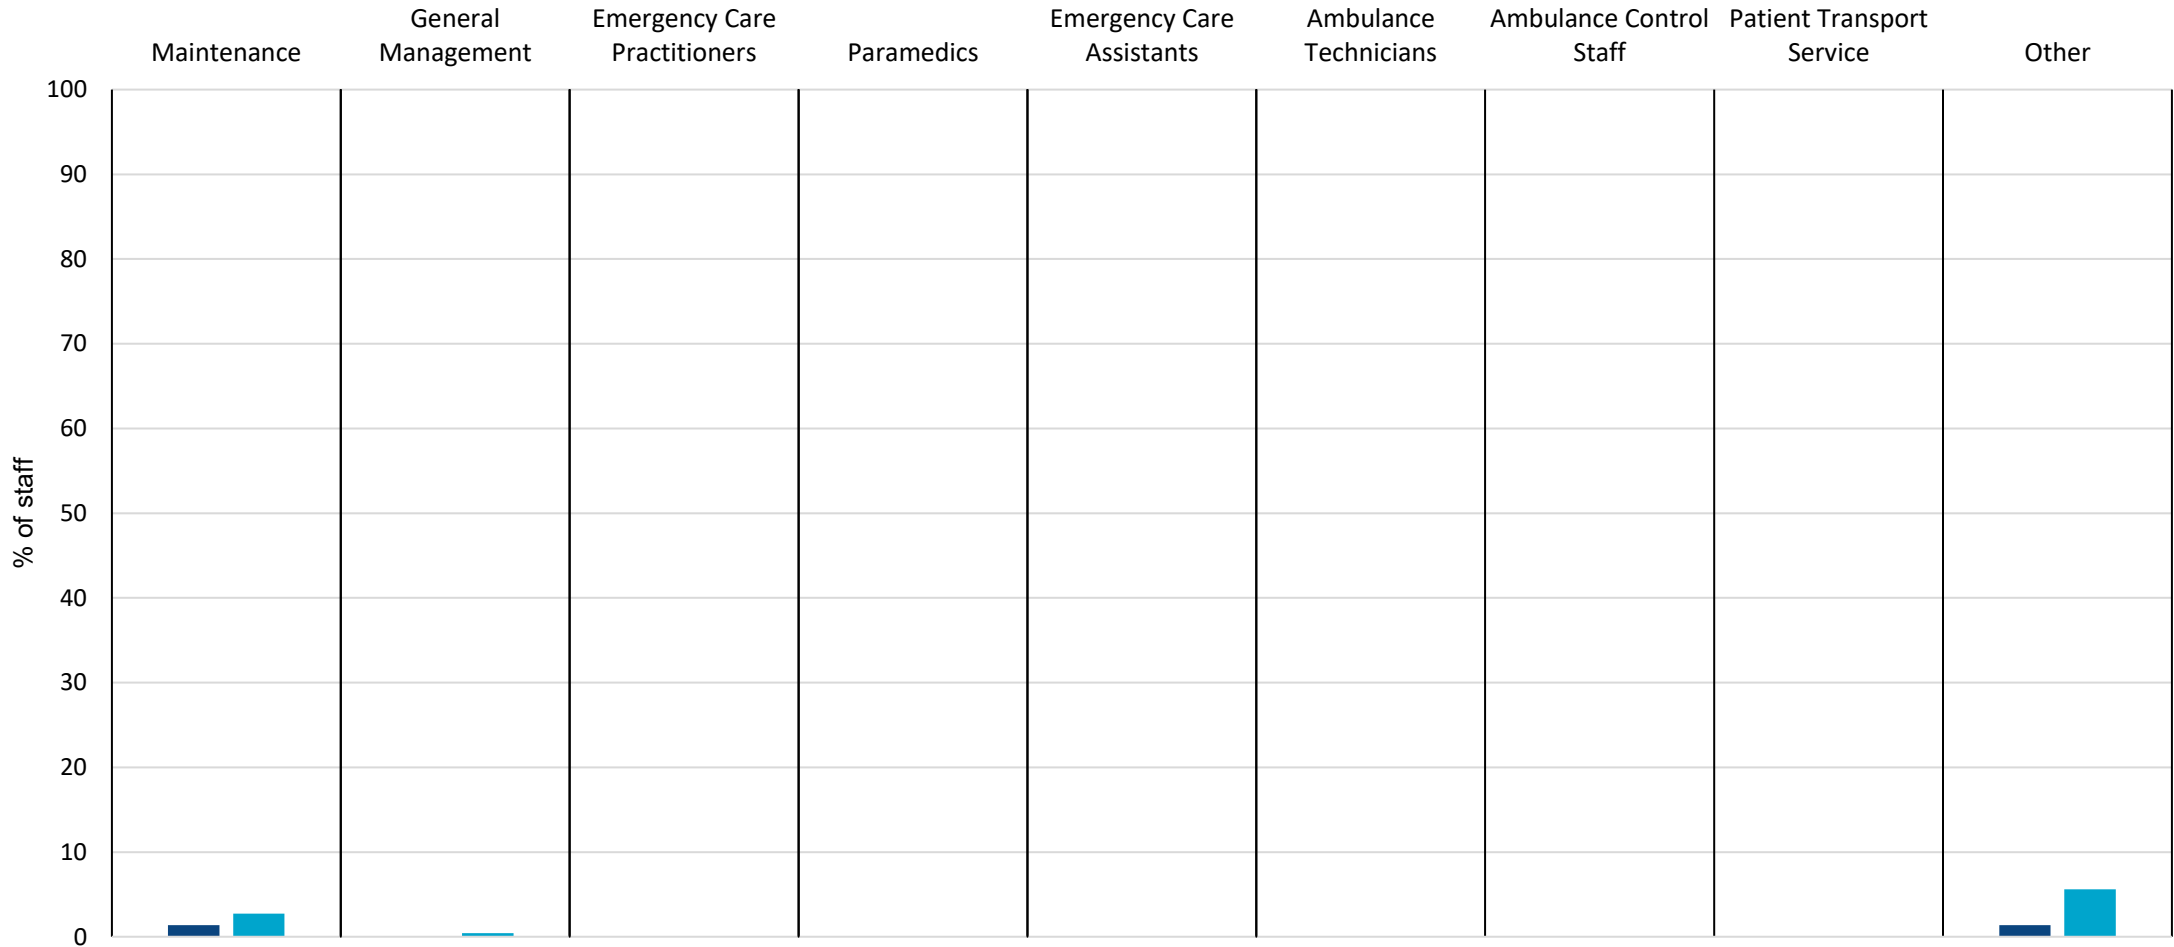 Maintenance
General
Management
Emergency Care
Practitioners
Paramedics
Emergency Care
Assistants
Ambulance
Technicians
Ambulance Control
Staff
Patient Transport
Service
Other
% of staff
100
90
80
70
60
50
40
30
20
10
0